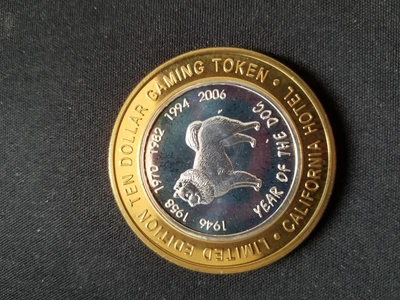 LIMITED EDITION TEN DOLLAR GAMING TOKEN • CALIFORNIA HOTEL •
1946 1958 1970 1982 1994 2006
YEAR OF THE DOG